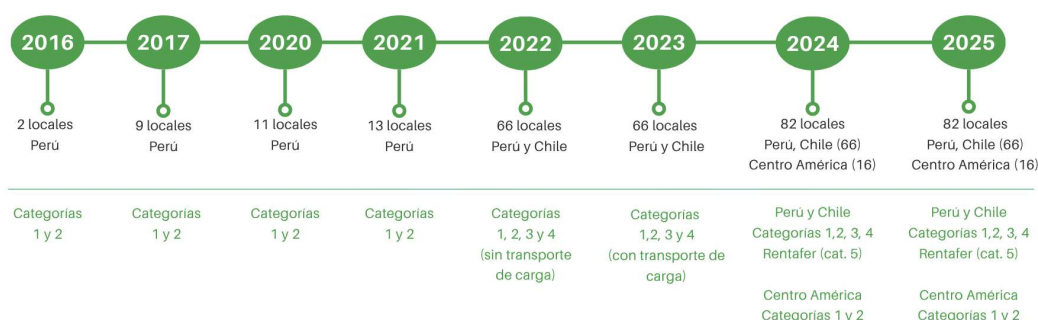 2016
2017
2020
2021
2022
2023
2024
2025
2 locales
Perú
9 locales
Perú
11 locales
Perú
13 locales
Perú
66 locales
Perú y Chile
66 locales
Perú y Chile
82 locales
Perú, Chile (66)
Centro América (16)
82 locales
Perú, Chile (66)
Centro América (16)
Categorías
1 y 2
Categorías
1 y 2
Categorías
1 y 2
Categorías
1 y 2
Categorías
1, 2, 3 y 4
(sin transporte
de carga)
Categorías
1,2, 3 y 4
(con transporte de
carga)
Perú y Chile
Categorías 1,2, 3, 4
Rentafer (cat. 5)
Centro América
Categorías 1 y 2
Perú y Chile
Categorías 1,2, 3, 4
Rentafer (cat. 5)
Centro América
Categorías 1 y 2